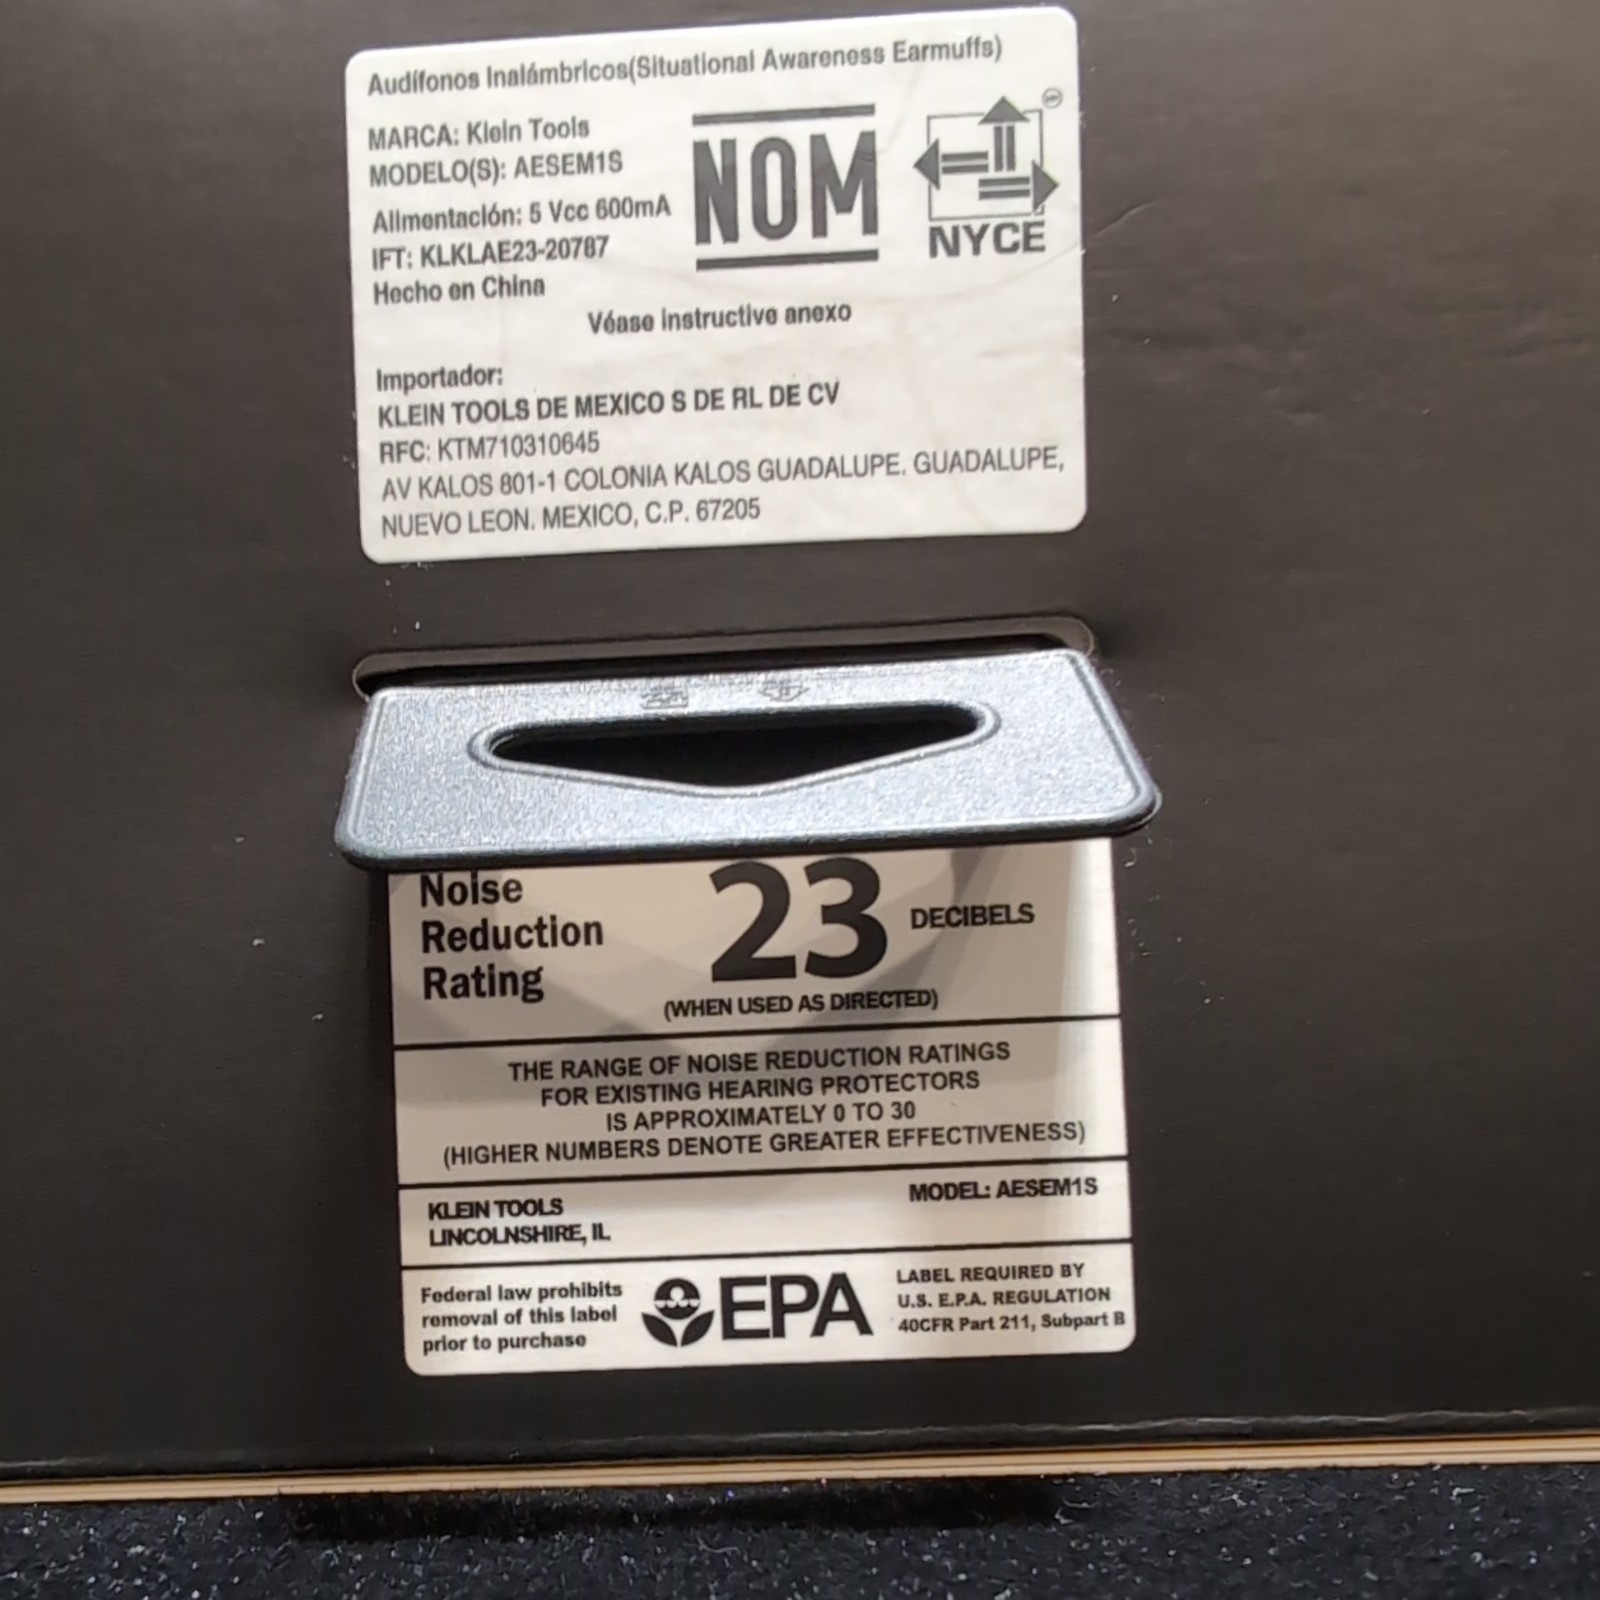 Audífonos Inalámbricos(Situational Awareness Earmuffs)
MARCA: Klein Tools
MODELO(S): AESEM1S
Alimentación: 5 Vcc 600mA
IFT: KLKLAE23-20787
Hecho en China
NOM
NYCE
Véase instructivo anexo
Importador:
KLEIN TOOLS DE MEXICO S DE RL DE CV
RFC: KTM710310645
AV KALOS 801-1 COLONIA KALOS GUADALUPE. GUADALUPE,
NUEVO LEON. MEXICO, C.P. 67205
Noise
Reduction
Rating
23 DECIBELS
(WHEN USED AS DIRECTED)
THE RANGE OF NOISE REDUCTION RATINGS
FOR EXISTING HEARING PROTECTORS
IS APPROXIMATELY 0 TO 30
(HIGHER NUMBERS DENOTE GREATER EFFECTIVENESS)
KLEIN TOOLS
LINCOLNSHIRE, IL
MODEL: AESEM1S
Federal law prohibits
removal of this label
prior to purchase
EPA
LABEL REQUIRED BY
U.S. E.P.A. REGULATION
40CFR Part 211, Subpart B